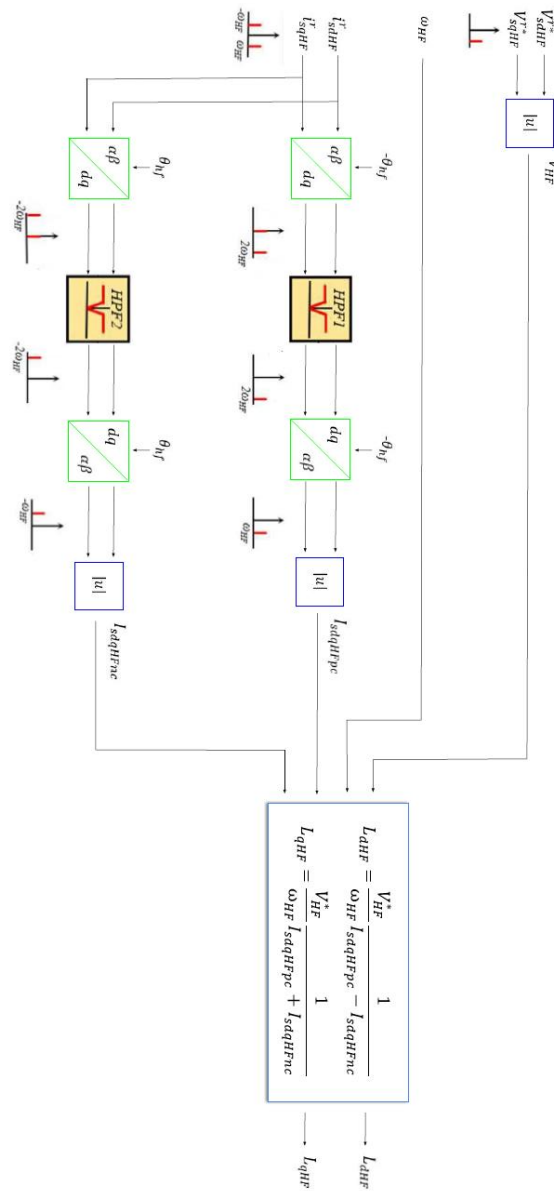 V^{r*}_{sdHF}
V^{r*}_{sqHF}
|u|
V_{HF}
ω_{HF}
i^r_{sdHF}
i^r_{sqHF}
-ω_{HF} ω_{HF}
-θ_{hf}
αβ
dq
2ω_{HF}
HPF1
2ω_{HF}
-θ_{hf}
dq
αβ
ω_{HF}
|u|
I_{sdqHFpc}
θ_{hf}
αβ
dq
-2ω_{HF}
HPF2
-2ω_{HF}
θ_{hf}
dq
αβ
-ω_{HF}
|u|
I_{sdqHFnc}
L_{dHF} = \frac{V^*_{HF}}{ω_{HF}} \frac{1}{I_{sdqHFpc} - I_{sdqHFnc}}
L_{qHF} = \frac{V^*_{HF}}{ω_{HF}} \frac{1}{I_{sdqHFpc} + I_{sdqHFnc}}
L_{dHF}
L_{qHF}